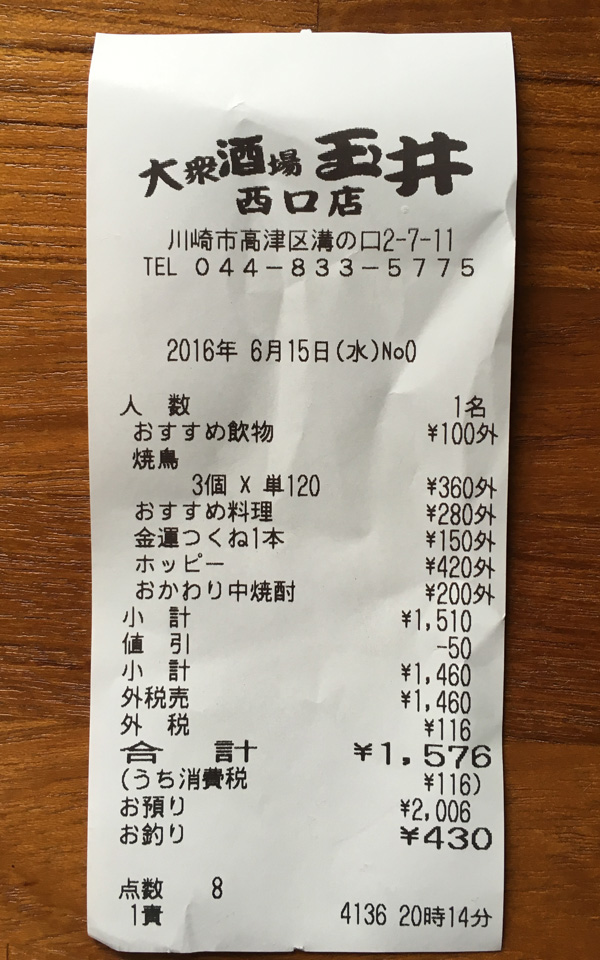 大衆酒場 玉井
西口店
川崎市高津区溝の口2-7-11
TEL 044-833-5775
2016年 6月15日(水)No0
人 数 1名
おすすめ飲物 ¥100外
焼鳥
3個 X 単120 ¥360外
おすすめ料理 ¥280外
金運つくね1本 ¥150外
ホッピー ¥420外
おかわり中焼酎 ¥200外
小 計 ¥1,510
値 引 -50
小 計 ¥1,460
外税売 ¥1,460
外 税 ¥116
合 計 ¥1,576
(うち消費税 ¥116)
お預り ¥2,006
お釣り ¥430
点数 8
1責 4136 20時14分